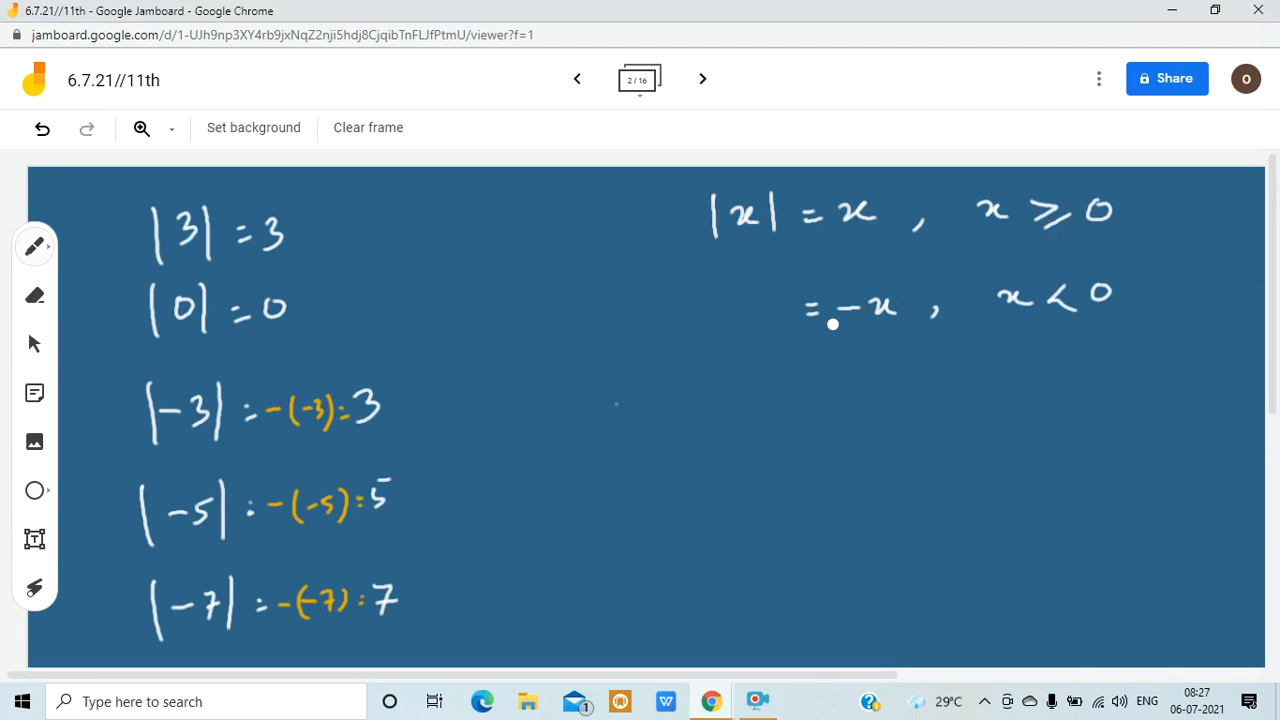 6.7.21//11th - Google Jamboard - Google Chrome
jamboard.google.com/d/1-UJh9np3XY4rb9jxNqZ2nji5hdj8CjqibTnFLJfPtmU/viewer?f=1
6.7.21//11th
2 / 16
Share
O
Set background
Clear frame
|3| = 3
|0| = 0
|-3| = -(-3) = 3
|-5| = -(-5) = 5
|-7| = -(-7) = 7
|x| = x , x ⩾ 0
= -x , x < 0
Type here to search
1
29°C
ENG
08:27
06-07-2021